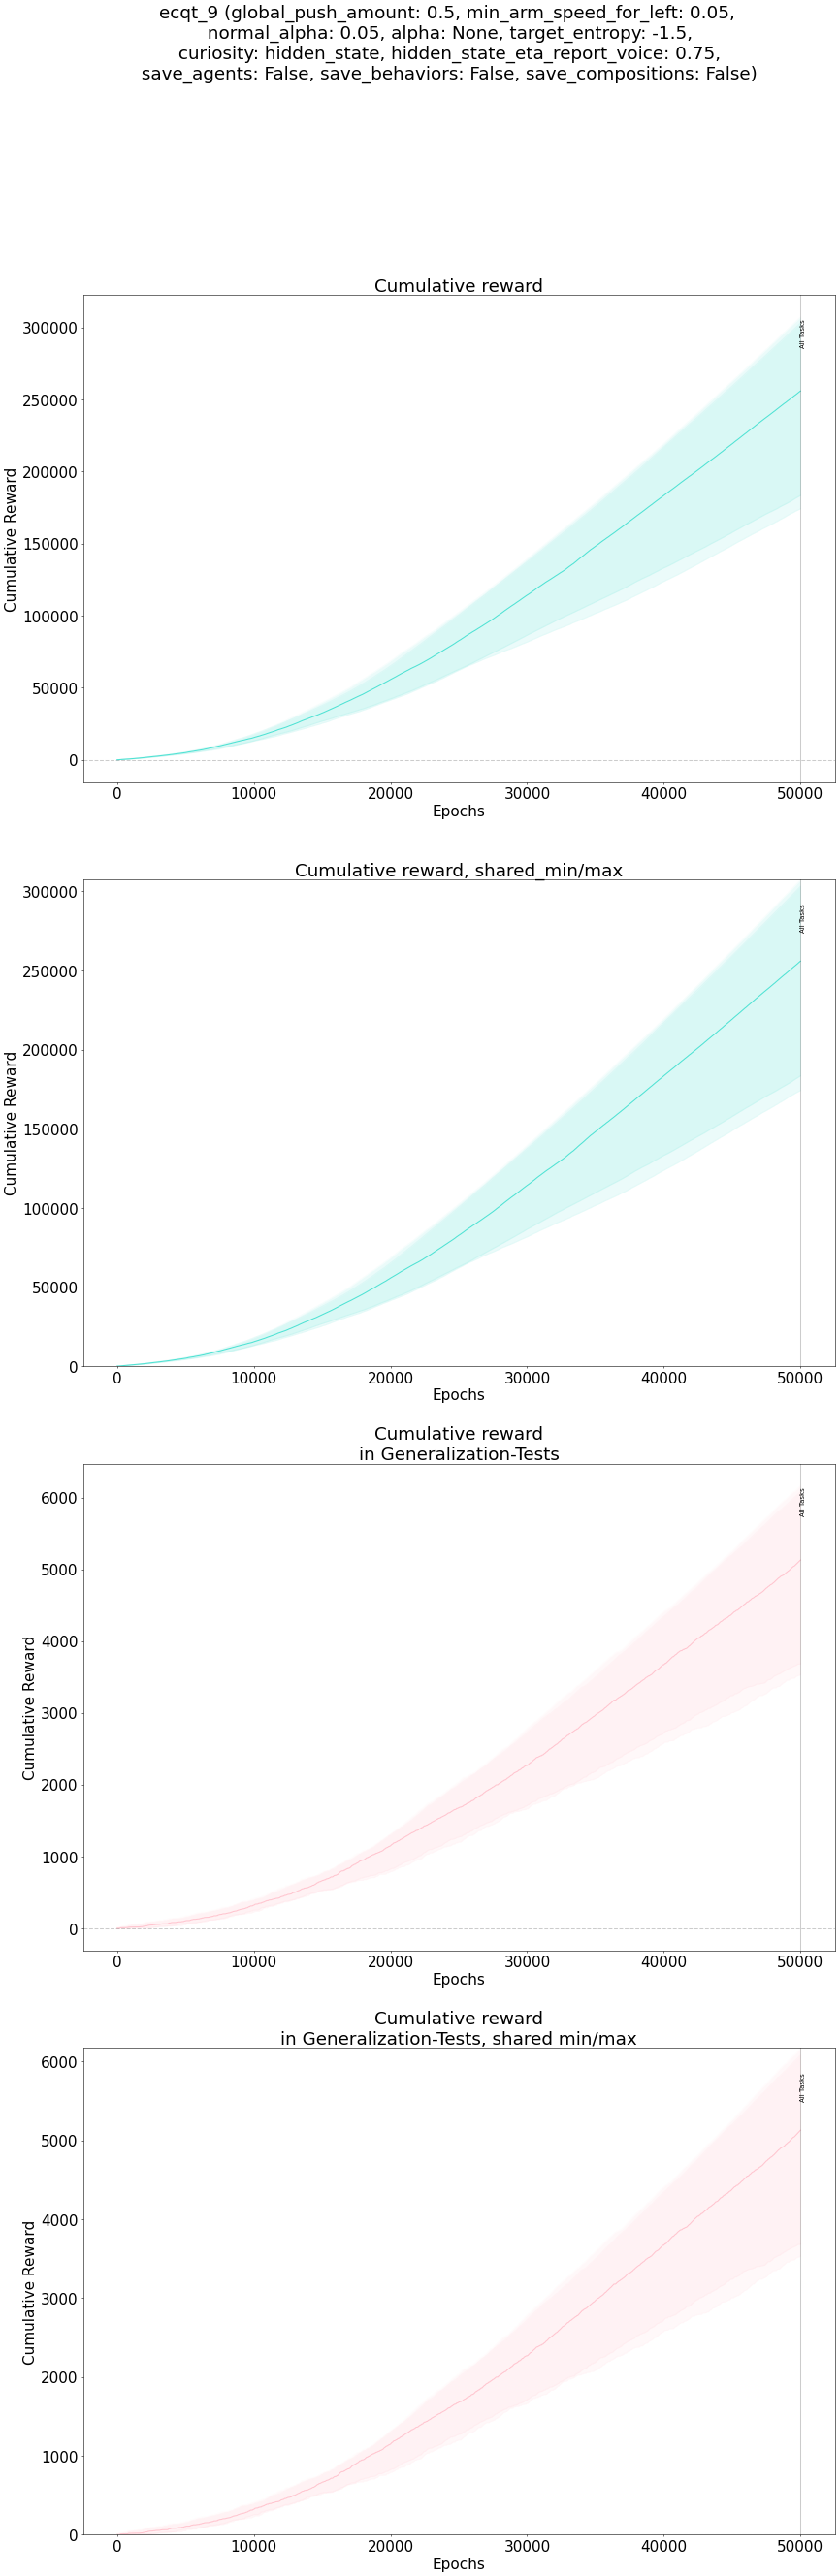 ecqt_9 (global_push_amount: 0.5, min_arm_speed_for_left: 0.05,
normal_alpha: 0.05, alpha: None, target_entropy: -1.5,
curiosity: hidden_state, hidden_state_eta_report_voice: 0.75,
save_agents: False, save_behaviors: False, save_compositions: False)
Cumulative reward
300000
250000
200000
150000
100000
50000
0
Cumulative Reward
All Tasks
0 10000 20000 30000 40000 50000
Epochs
Cumulative reward, shared_min/max
300000
250000
200000
150000
100000
50000
0
Cumulative Reward
All Tasks
0 10000 20000 30000 40000 50000
Epochs
Cumulative reward
in Generalization-Tests
6000
5000
4000
3000
2000
1000
0
Cumulative Reward
All Tasks
0 10000 20000 30000 40000 50000
Epochs
Cumulative reward
in Generalization-Tests, shared min/max
6000
5000
4000
3000
2000
1000
0
Cumulative Reward
All Tasks
0 10000 20000 30000 40000 50000
Epochs